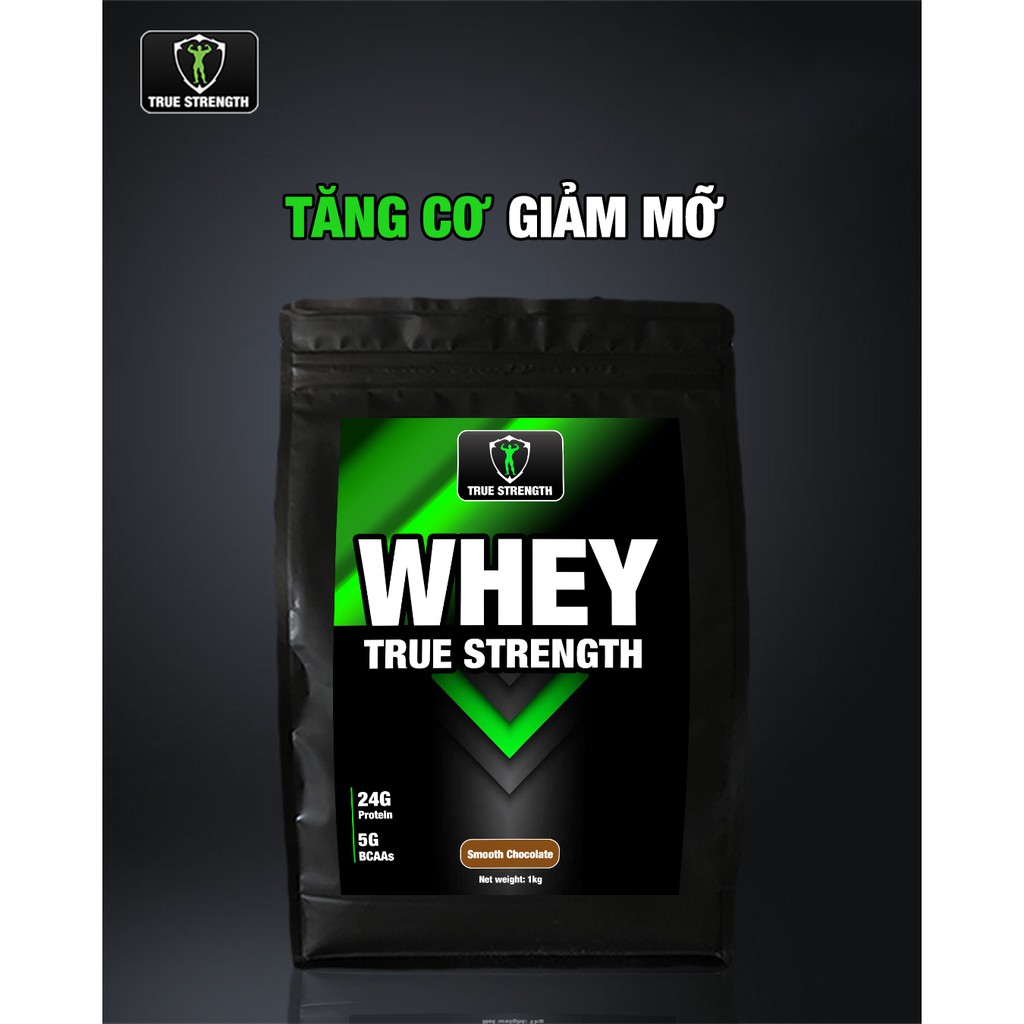 TRUE STRENGTH
TĂNG CƠ GIẢM MỠ
TRUE STRENGTH
WHEY
TRUE STRENGTH
24G
Protein
5G
BCAAs
Smooth Chocolate
Net weight: 1kg